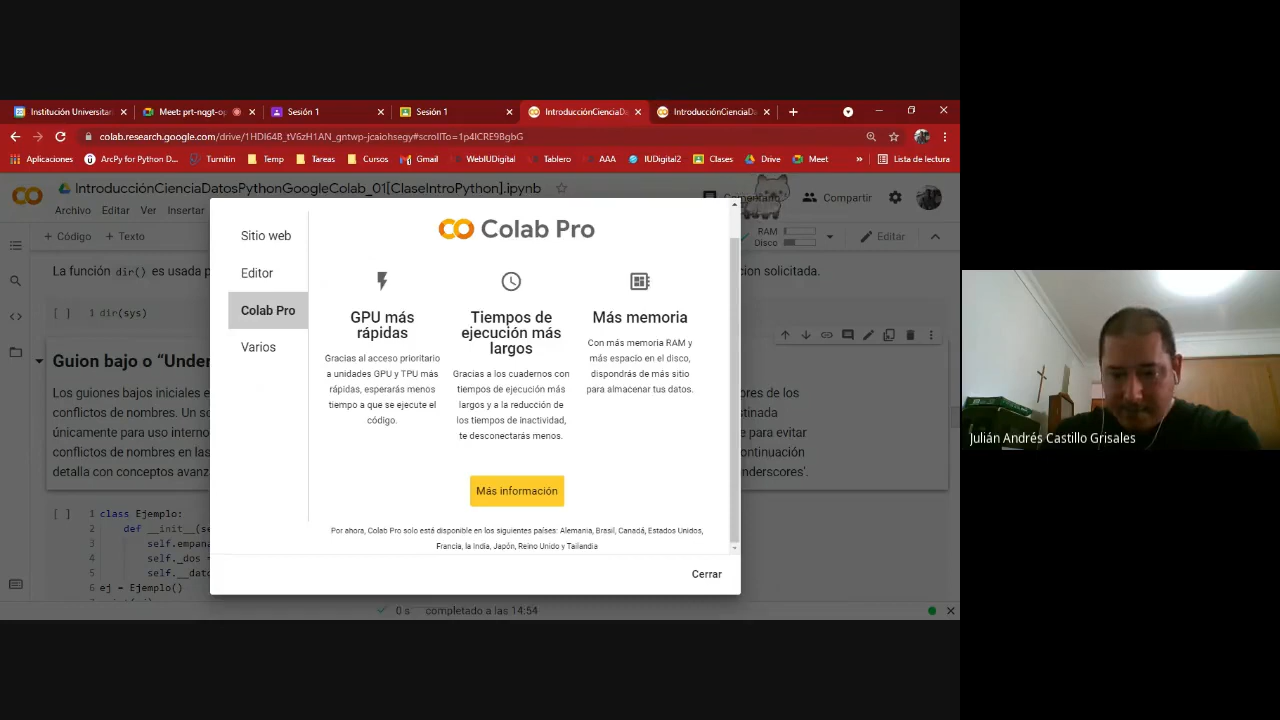 Institución Universitari
Meet: prt-nqgt-op
Sesión 1
Sesión 1
IntroducciónCienciaDa
IntroducciónCienciaDa
colab.research.google.com/drive/1HDI64B_tV6zH1AN_gntwp-jcaiohsegy#scrollTo=1p4lCRE9BgbG
Aplicaciones
ArcPy for Python D...
Turnitin
Temp
Tareas
Cursos
Gmail
WebIUDigital
Tablero
AAA
IUDigital2
Clases
Drive
Meet
»
Lista de lectura
IntroducciónCienciaDatosPythonGoogleColab_01[ClaseIntroPython].ipynb
Comentario
Compartir
Archivo Editar Ver Insertar
+ Código + Texto
RAM
Disco
Editar
La función dir() es usada p
cion solicitada.
[ ] 1 dir(sys)
Guion bajo o “Under
Los guiones bajos iniciales e
res de los
conflictos de nombres. Un se
stinada
únicamente para uso interno
e para evitar
conflictos de nombres en las
ontinuación
detalla con conceptos avanz
nderscores'.
[ ] 1 class Ejemplo:
2 def __init__(se
3 self.empana
4 self._dos =
5 self.__dato
6 ej = Ejemplo()
Sitio web
Editor
Colab Pro
Varios
Colab Pro
GPU más
rápidas
Gracias al acceso prioritario
a unidades GPU y TPU más
rápidas, esperarás menos
tiempo a que se ejecute el
código.
Tiempos de
ejecución más
largos
Gracias a los cuadernos con
tiempos de ejecución más
largos y a la reducción de
los tiempos de inactividad,
te desconectarás menos.
Más memoria
Con más memoria RAM y
más espacio en el disco,
dispondrás de más sitio
para almacenar tus datos.
Más información
Por ahora, Colab Pro solo está disponible en los siguientes países: Alemania, Brasil, Canadá, Estados Unidos,
Francia, la India, Japón, Reino Unido y Tailandia
Cerrar
0 s completado a las 14:54
Julián Andrés Castillo Grisales